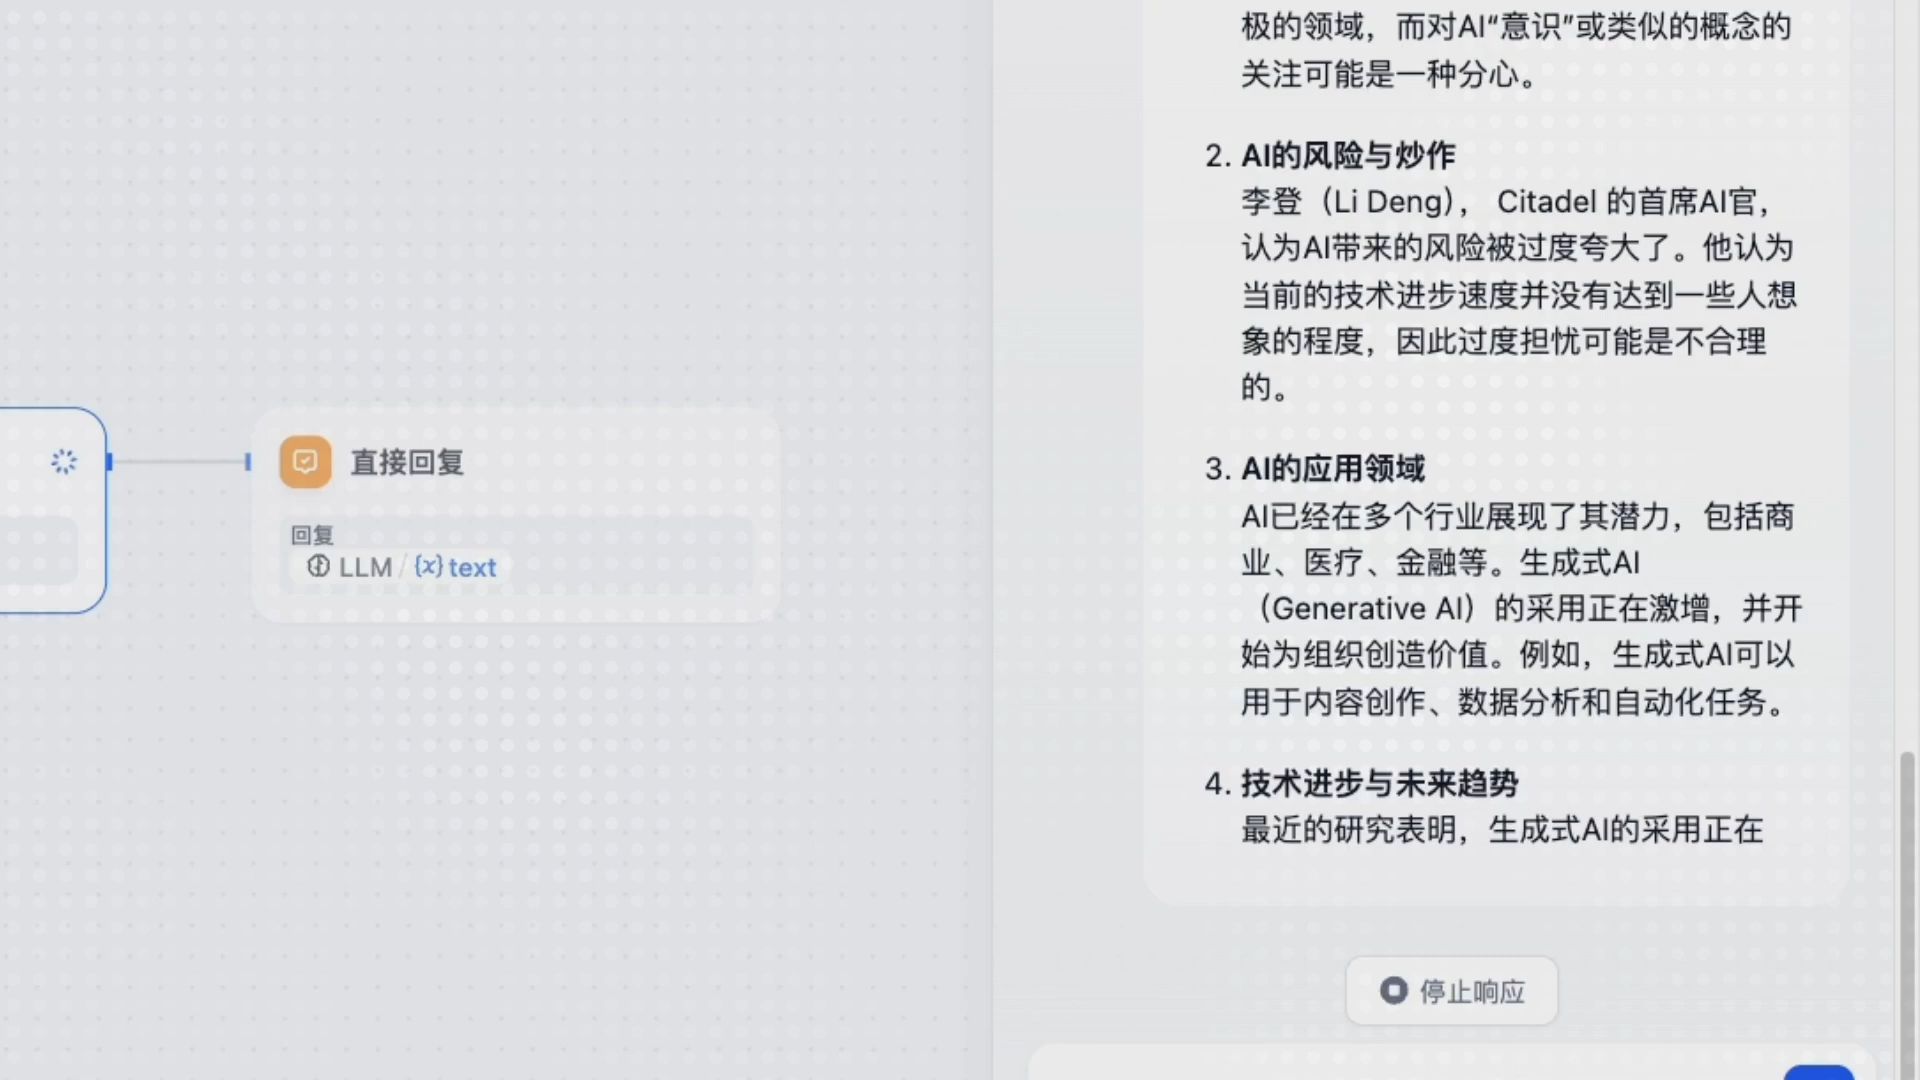 直接回复
回复
LLM / {x} text
极的领域，而对AI“意识”或类似的概念的
关注可能是一种分心。
2. AI的风险与炒作
李登（Li Deng）， Citadel 的首席AI官，
认为AI带来的风险被过度夸大了。他认为
当前的技术进步速度并没有达到一些人想
象的程度，因此过度担忧可能是不合理
的。
3. AI的应用领域
AI已经在多个行业展现了其潜力，包括商
业、医疗、金融等。生成式AI
（Generative AI）的采用正在激增，并开
始为组织创造价值。例如，生成式AI可以
用于内容创作、数据分析和自动化任务。
4. 技术进步与未来趋势
最近的研究表明，生成式AI的采用正在
停止响应